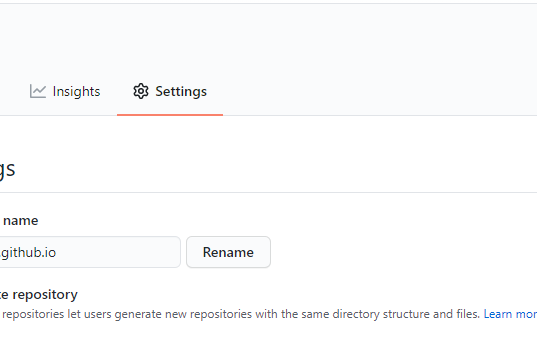 Insights Settings
gs
name
.github.io Rename
te repository
repositories let users generate new repositories with the same directory structure and files. Learn mor